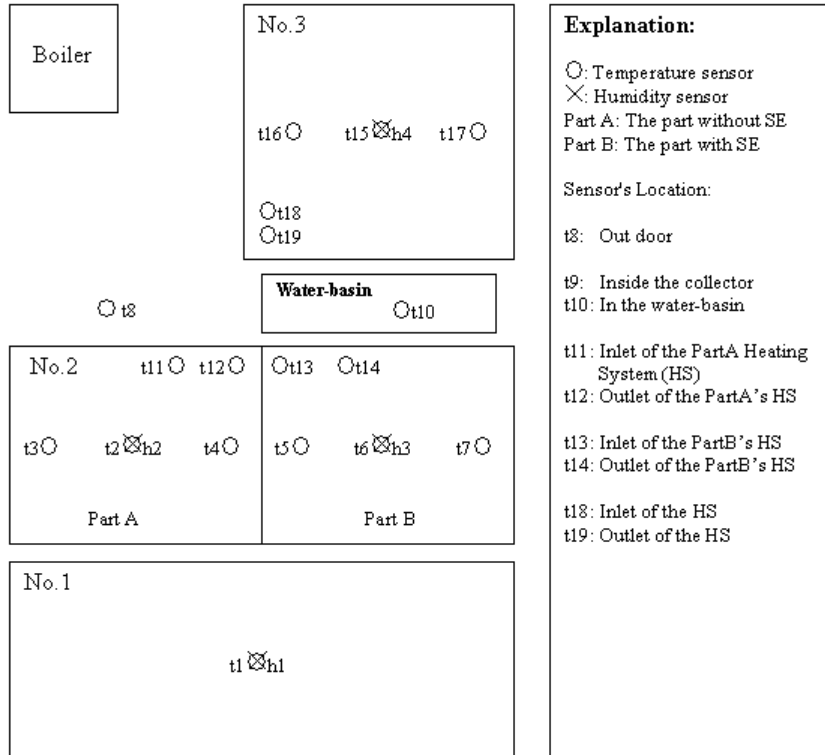 Boiler
No.3
t16 t15 h4 t17
t18
t19
Water-basin
t8
t10
No.2 t11 t12 t13 t14
t3 t2 h2 t4 t5 t6 h3 t7
Part A Part B
No.1
t1 h1
Explanation:
O: Temperature sensor
X: Humidity sensor
Part A: The part without SE
Part B: The part with SE
Sensor's Location:
t8: Out door
t9: Inside the collector
t10: In the water-basin
t11: Inlet of the PartA Heating
System (HS)
t12: Outlet of the PartA's HS
t13: Inlet of the PartB's HS
t14: Outlet of the PartB's HS
t18: Inlet of the HS
t19: Outlet of the HS